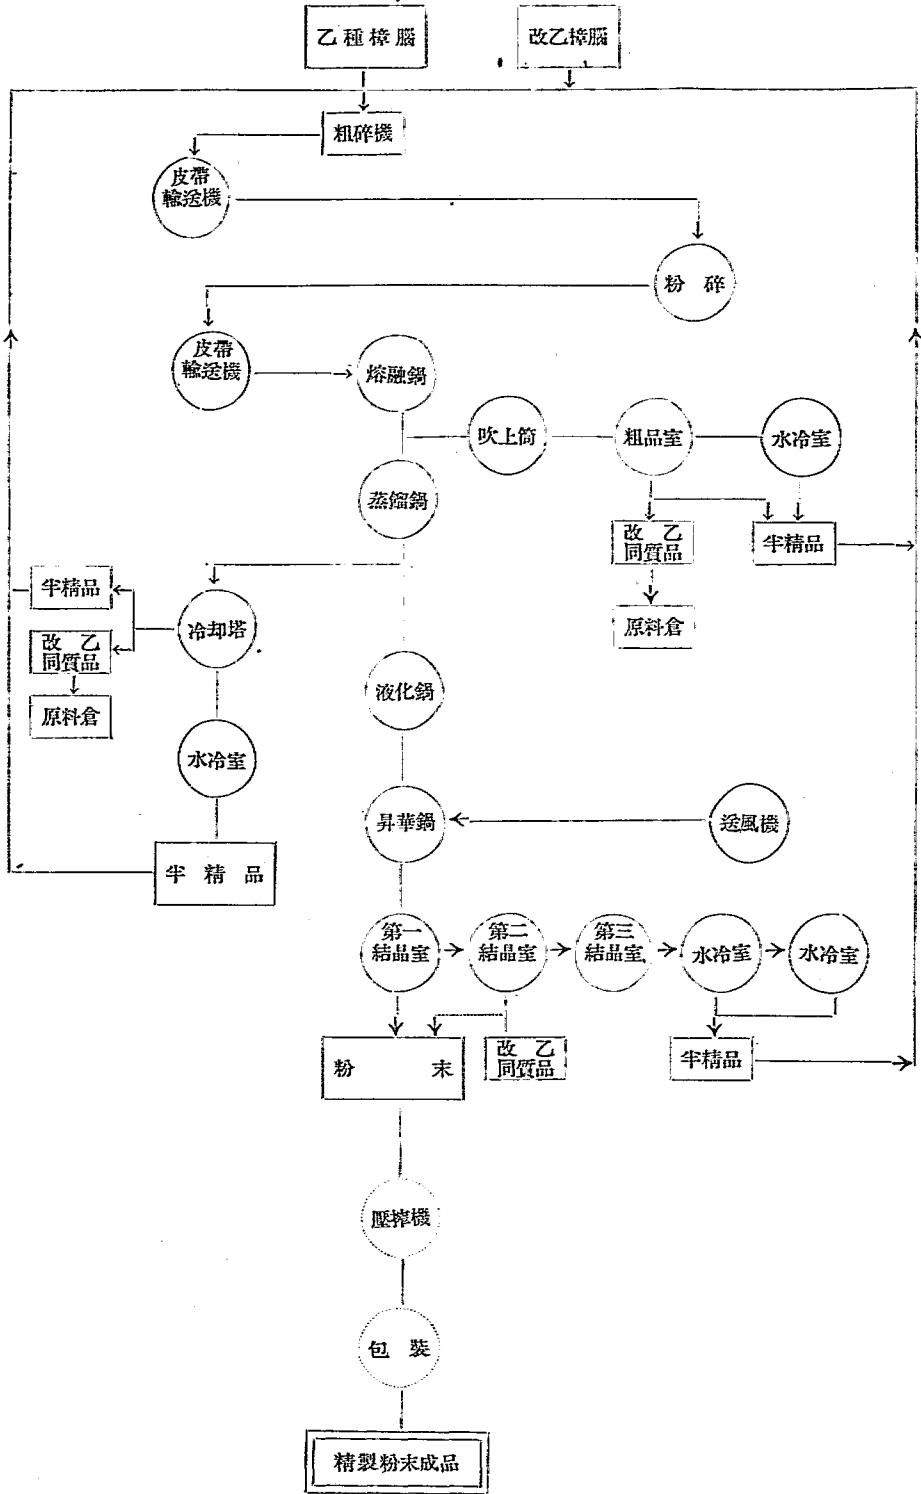 乙種樟腦
改乙樟腦
粗碎機
皮帶
輸送機
粉碎
皮帶
輸送機
熔融鍋
吹上筒
粗品室
水冷室
蒸餾鍋
改乙
同質品
半精品
原料倉
半精品
冷却塔
改乙
同質品
原料倉
液化鍋
水冷室
昇華鍋
送風機
半精品
第一
結晶室
第二
結晶室
第三
結晶室
水冷室
水冷室
粉末
改乙
同質品
半精品
壓搾機
包裝
精製粉末成品